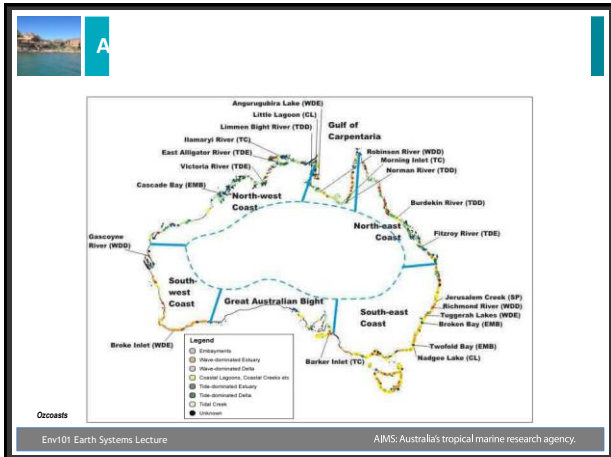 A
Angurugubira Lake (WDE)
Little Lagoon (CL)
Limmen Bight River (TDD)
Gulf of
Carpentaria
Ilamaryi River (TC)
East Alligator River (TDE)
Victoria River (TDE)
Cascade Bay (EMB)
North-west
Coast
Robinson River (WDD)
Morning Inlet (TC)
Norman River (TDD)
Burdekin River (TDD)
North-east
Coast
Fitzroy River (TDE)
Gascoyne
River (WDD)
South-
west
Coast
Great Australian Bight
South-east
Coast
Jerusalem Creek (SP)
Richmond River (WDD)
Tuggerah Lakes (WDE)
Broken Bay (EMB)
Twofold Bay (EMB)
Nadgee Lake (CL)
Broke Inlet (WDE)
Barker Inlet (TC)
Legend
Embayments
Wave-dominated Estuary
Wave-dominated Delta
Coastal Lagoons, Coastal Creeks etc
Tide-dominated Estuary
Tide-dominated Delta
Tidal Creek
Unknown
Ozcoasts
Env101 Earth Systems Lecture
AIMS: Australia's tropical marine research agency.